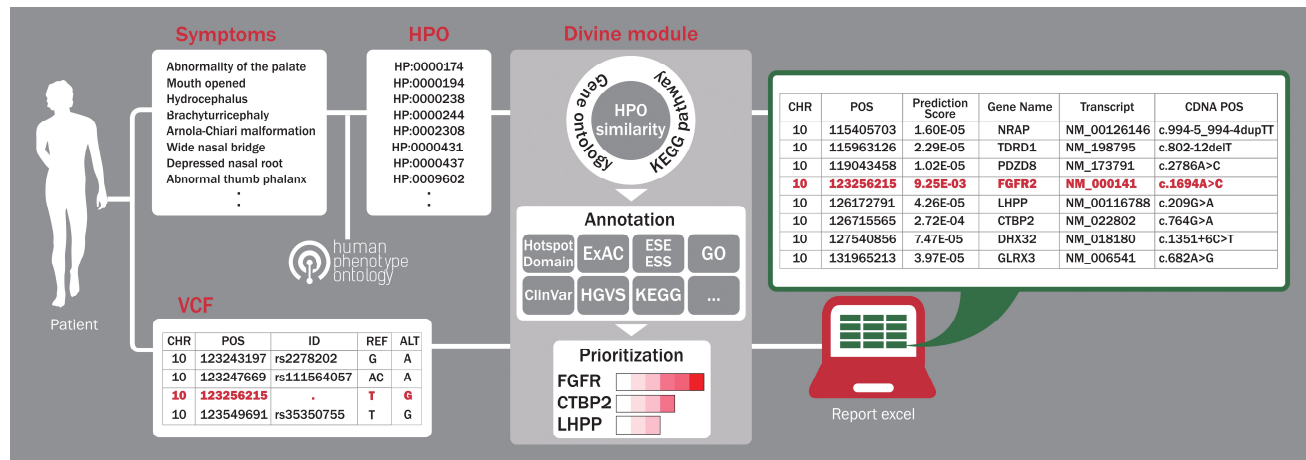 Symptoms
Abnormality of the palate
Mouth opened
Hydrocephalus
Brachyturricephaly
Arnola-Chiari malformation
Wide nasal bridge
Depressed nasal root
Abnormal thumb phalanx
:
HPO
HP:0000174
HP:0000194
HP:0000238
HP:0000244
HP:0002308
HP:0000431
HP:0000437
HP:0009602
:
human
phenotype
ontology
Patient
VCF
CHR POS ID REF ALT
10 123243197 rs2278202 G A
10 123247669 rs111564057 AC A
10 123256215 . T G
10 123549691 rs35350755 T G
Divine module
Gene ontology
KEGG pathway
HPO
similarity
Annotation
Hotspot
Domain
ExAC
ESE
ESS
GO
ClinVar
HGVS
KEGG
...
Prioritization
FGFR
CTBP2
LHPP
CHR POS Prediction Score Gene Name Transcript CDNA POS
10 115405703 1.60E-05 NRAP NM_00126146 c.994-5_994-4dupTT
10 115963126 2.29E-05 TDRD1 NM_198795 c.802-12delT
10 119043458 1.02E-05 PDZD8 NM_173791 c.2786A>C
10 123256215 9.25E-03 FGFR2 NM_000141 c.1694A>C
10 126172791 4.26E-05 LHPP NM_00116788 c.209G>A
10 126715565 2.72E-04 CTBP2 NM_022802 c.764G>A
10 127540856 7.47E-05 DHX32 NM_018180 c.1351+6C>T
10 131965213 3.97E-05 GLRX3 NM_006541 c.682A>G
Report excel